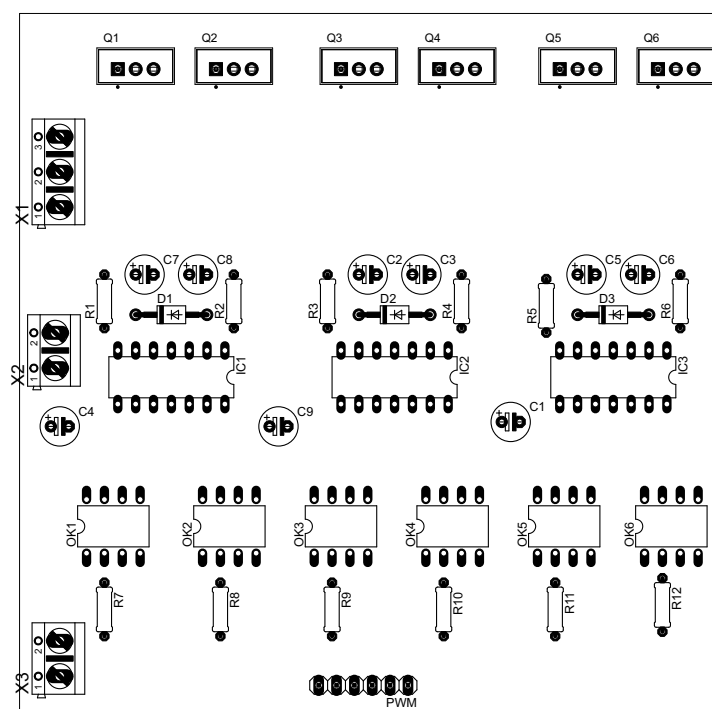 Q1 Q2 Q3 Q4 Q5 Q6
3
2
1
X1
+ C7 + C8 + C2 + C3 + C5 + C6
R1 D1 R2 R3 D2 R4 R5 D3 R6
2
1
X2
IC1 IC2 IC3
+ C4 + C9 + C1
OK1 OK2 OK3 OK4 OK5 OK6
R7 R8 R9 R10 R11 R12
2
1
X3
PWM